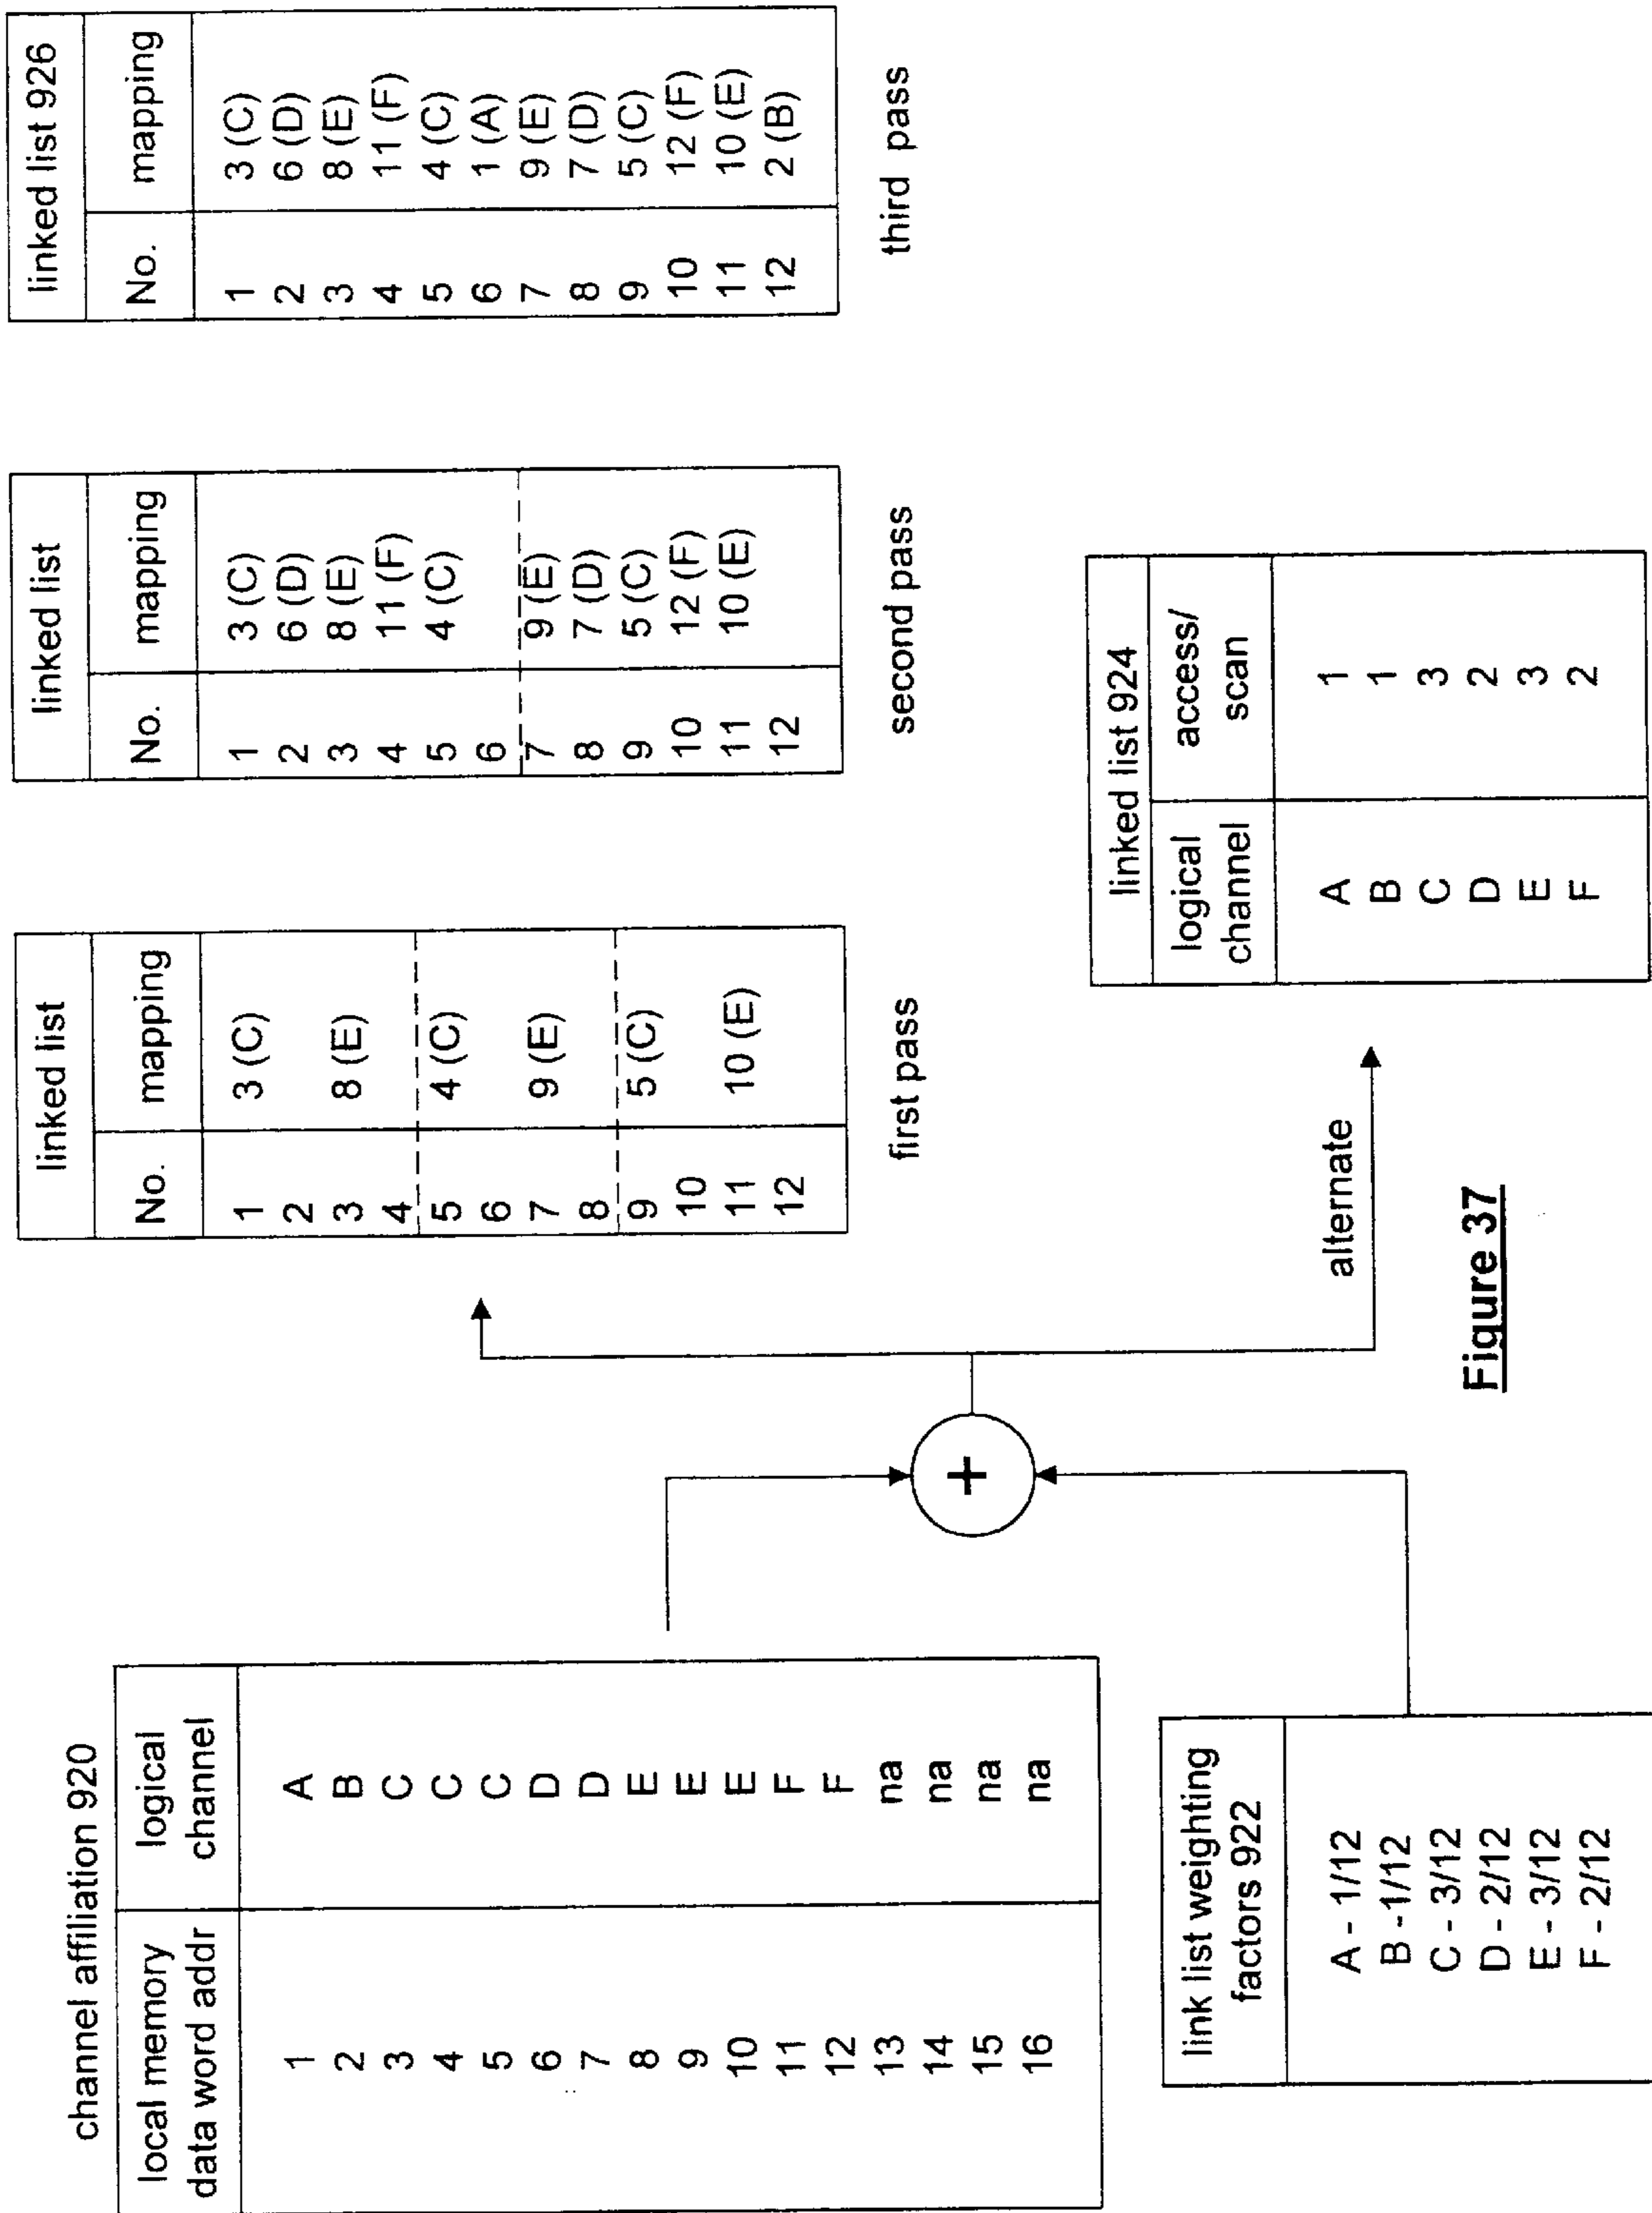 channel affiliation 920
local memory data word addr | logical channel
1 A
2 B
3 C
4 C
5 C
6 D
7 D
8 E
9 E
10 E
11 F
12 F
13 na
14 na
15 na
16 na
link list weighting
factors 922
A - 1/12
B -1/12
C - 3/12
D - 2/12
E - 3/12
F - 2/12
+
alternate
linked list
No. mapping
1 3 (C)
2
3 8 (E)
4
5 4 (C)
6
7 9 (E)
8
9 5 (C)
10
11 10 (E)
12
first pass
linked list
No. mapping
1 3 (C)
2 6 (D)
3 8 (E)
4 11 (F)
5 4 (C)
6
7 9 (E)
8 7 (D)
9 5 (C)
10 12 (F)
11 10 (E)
12
second pass
linked list 926
No. mapping
1 3 (C)
2 6 (D)
3 8 (E)
4 11 (F)
5 4 (C)
6 1 (A)
7 9 (E)
8 7 (D)
9 5 (C)
10 12 (F)
11 10 (E)
12 2 (B)
third pass
linked list 924
logical channel | access/ scan
A 1
B 1
C 3
D 2
E 3
F 2
Figure 37